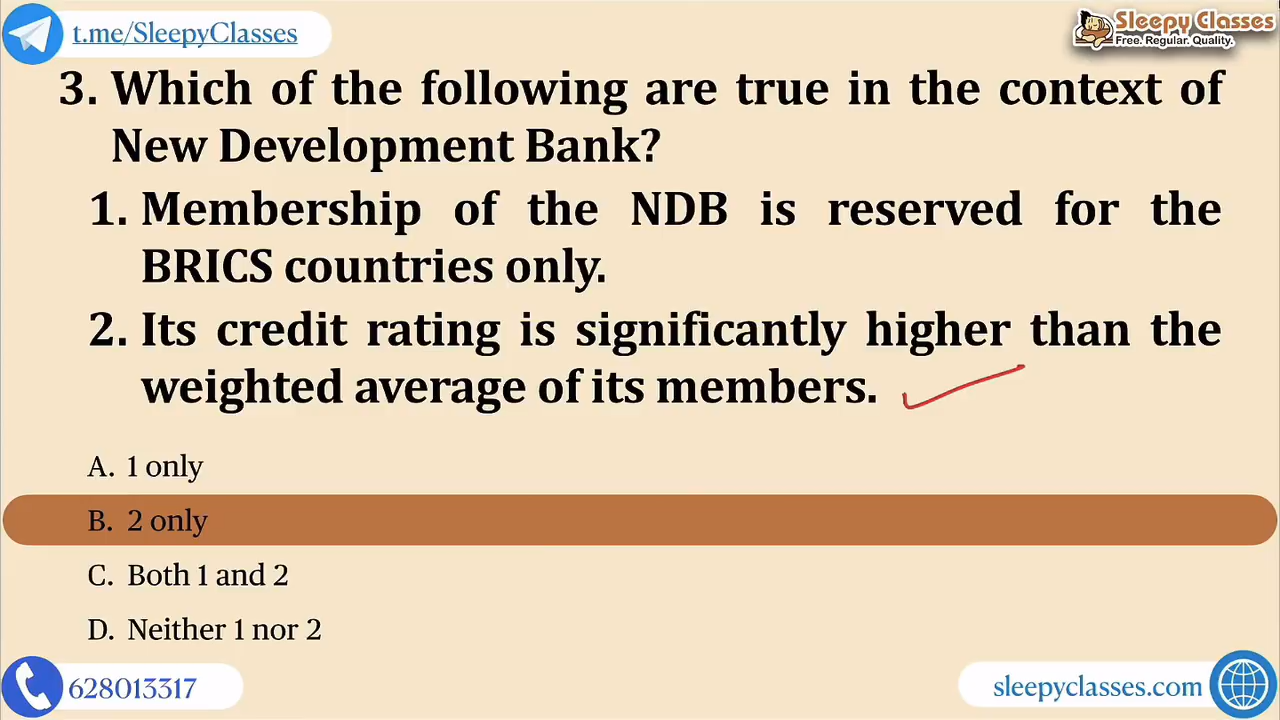 t.me/SleepyClasses
Sleepy Classes
Free. Regular. Quality.
3. Which of the following are true in the context of
New Development Bank?
1. Membership of the NDB is reserved for the
BRICS countries only.
2. Its credit rating is significantly higher than the
weighted average of its members.
A. 1 only
B. 2 only
C. Both 1 and 2
D. Neither 1 nor 2
628013317
sleepyclasses.com